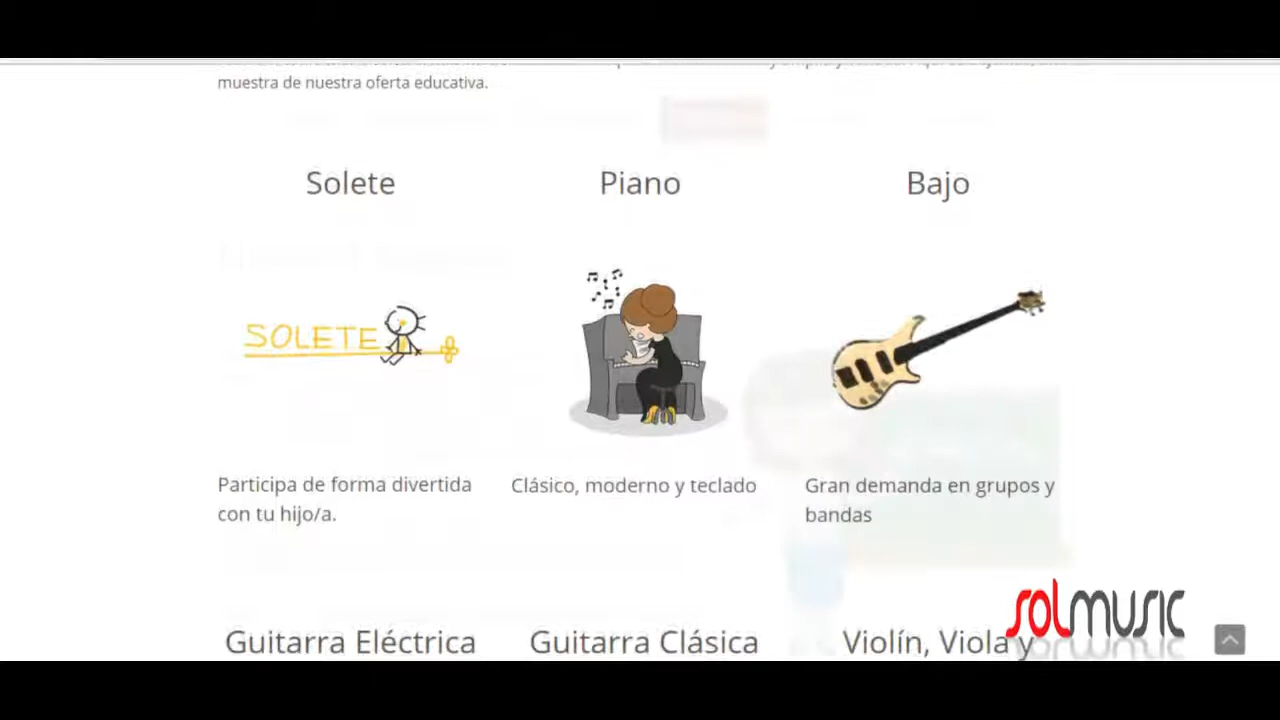 muestra de nuestra oferta educativa.
Solete
Piano
Bajo
SOLETE
Participa de forma divertida
con tu hijo/a.
Clásico, moderno y teclado
Gran demanda en grupos y
bandas
Guitarra Eléctrica
Guitarra Clásica
Violín, Viola y
solmusic